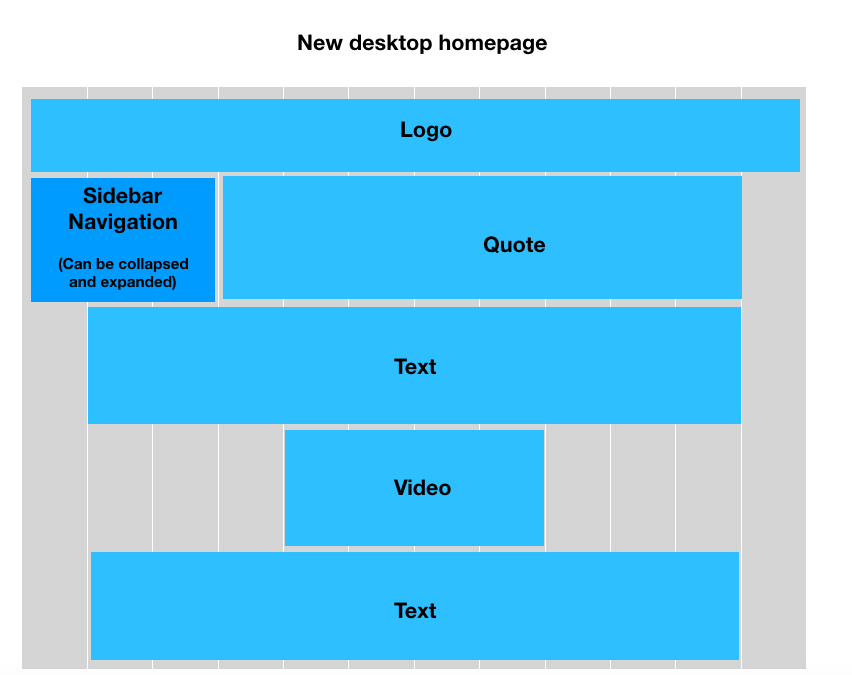 New desktop homepage
Logo
Sidebar
Navigation
(Can be collapsed
and expanded)
Quote
Text
Video
Text